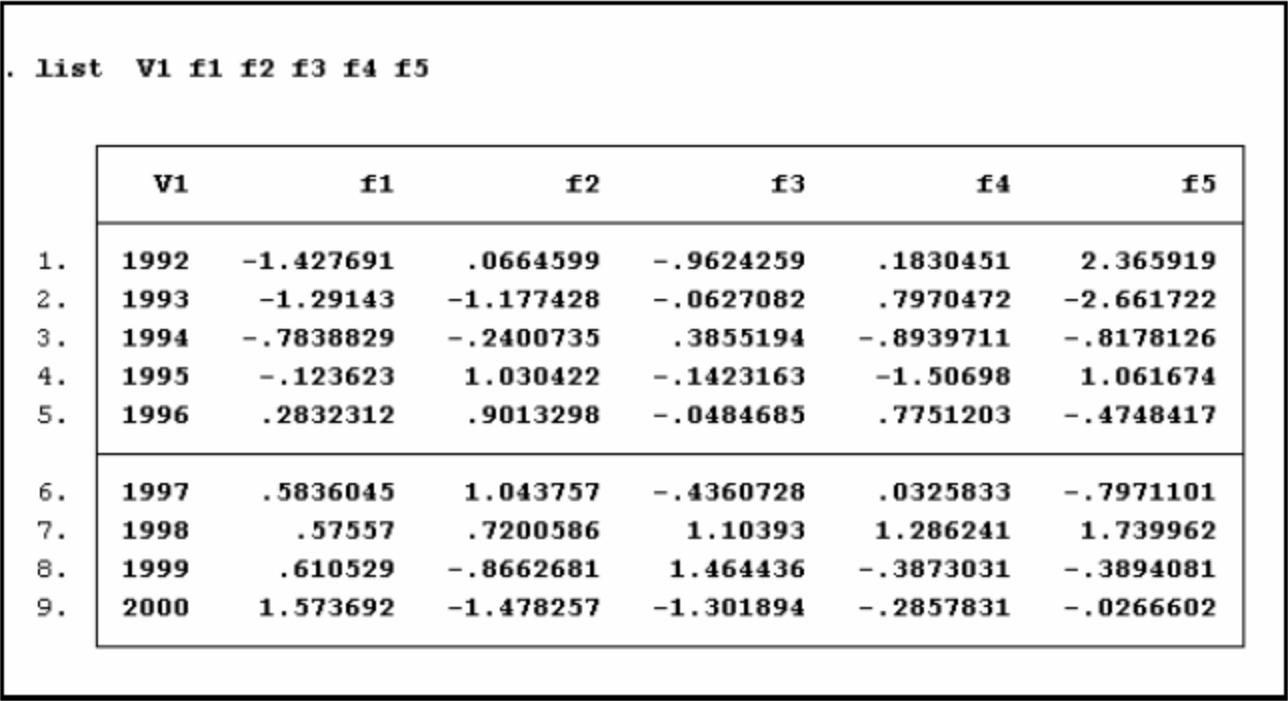 . list V1 f1 f2 f3 f4 f5
V1 f1 f2 f3 f4 f5
1. 1992 -1.427691 .0664599 -.9624259 .1830451 2.365919
2. 1993 -1.29143 -1.177428 -.0627082 .7970472 -2.661722
3. 1994 -.7838829 -.2400735 .3855194 -.8939711 -.8178126
4. 1995 -.123623 1.030422 -.1423163 -1.50698 1.061674
5. 1996 .2832312 .9013298 -.0484685 .7751203 -.4748417
6. 1997 .5836045 1.043757 -.4360728 .0325833 -.7971101
7. 1998 .57557 .7200586 1.10393 1.286241 1.739962
8. 1999 .610529 -.8662681 1.464436 -.3873031 -.3894081
9. 2000 1.573692 -1.478257 -1.301894 -.2857831 -.0266602